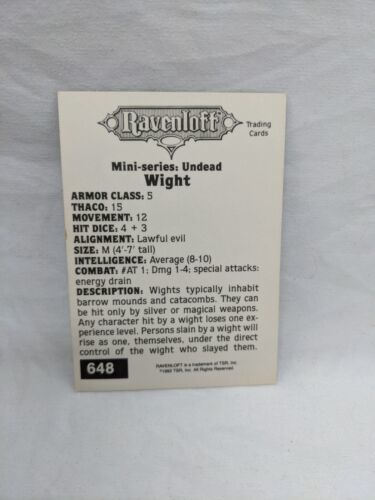 Ravenloft
Trading
Cards
Mini-series: Undead
Wight
ARMOR CLASS: 5
THACO: 15
MOVEMENT: 12
HIT DICE: 4 + 3
ALIGNMENT: Lawful evil
SIZE: M (4'-7' tall)
INTELLIGENCE: Average (8-10)
COMBAT: #AT 1; Dmg 1-4; special attacks:
energy drain
DESCRIPTION: Wights typically inhabit
barrow mounds and catacombs. They can
be hit only by silver or magical weapons.
Any character hit by a wight loses one ex-
perience level. Persons slain by a wight will
rise as one, themselves, under the direct
control of the wight who slayed them.
648
RAVENLOFT is a trademark of TSR, Inc.
©1992 TSR, Inc. All Rights Reserved.